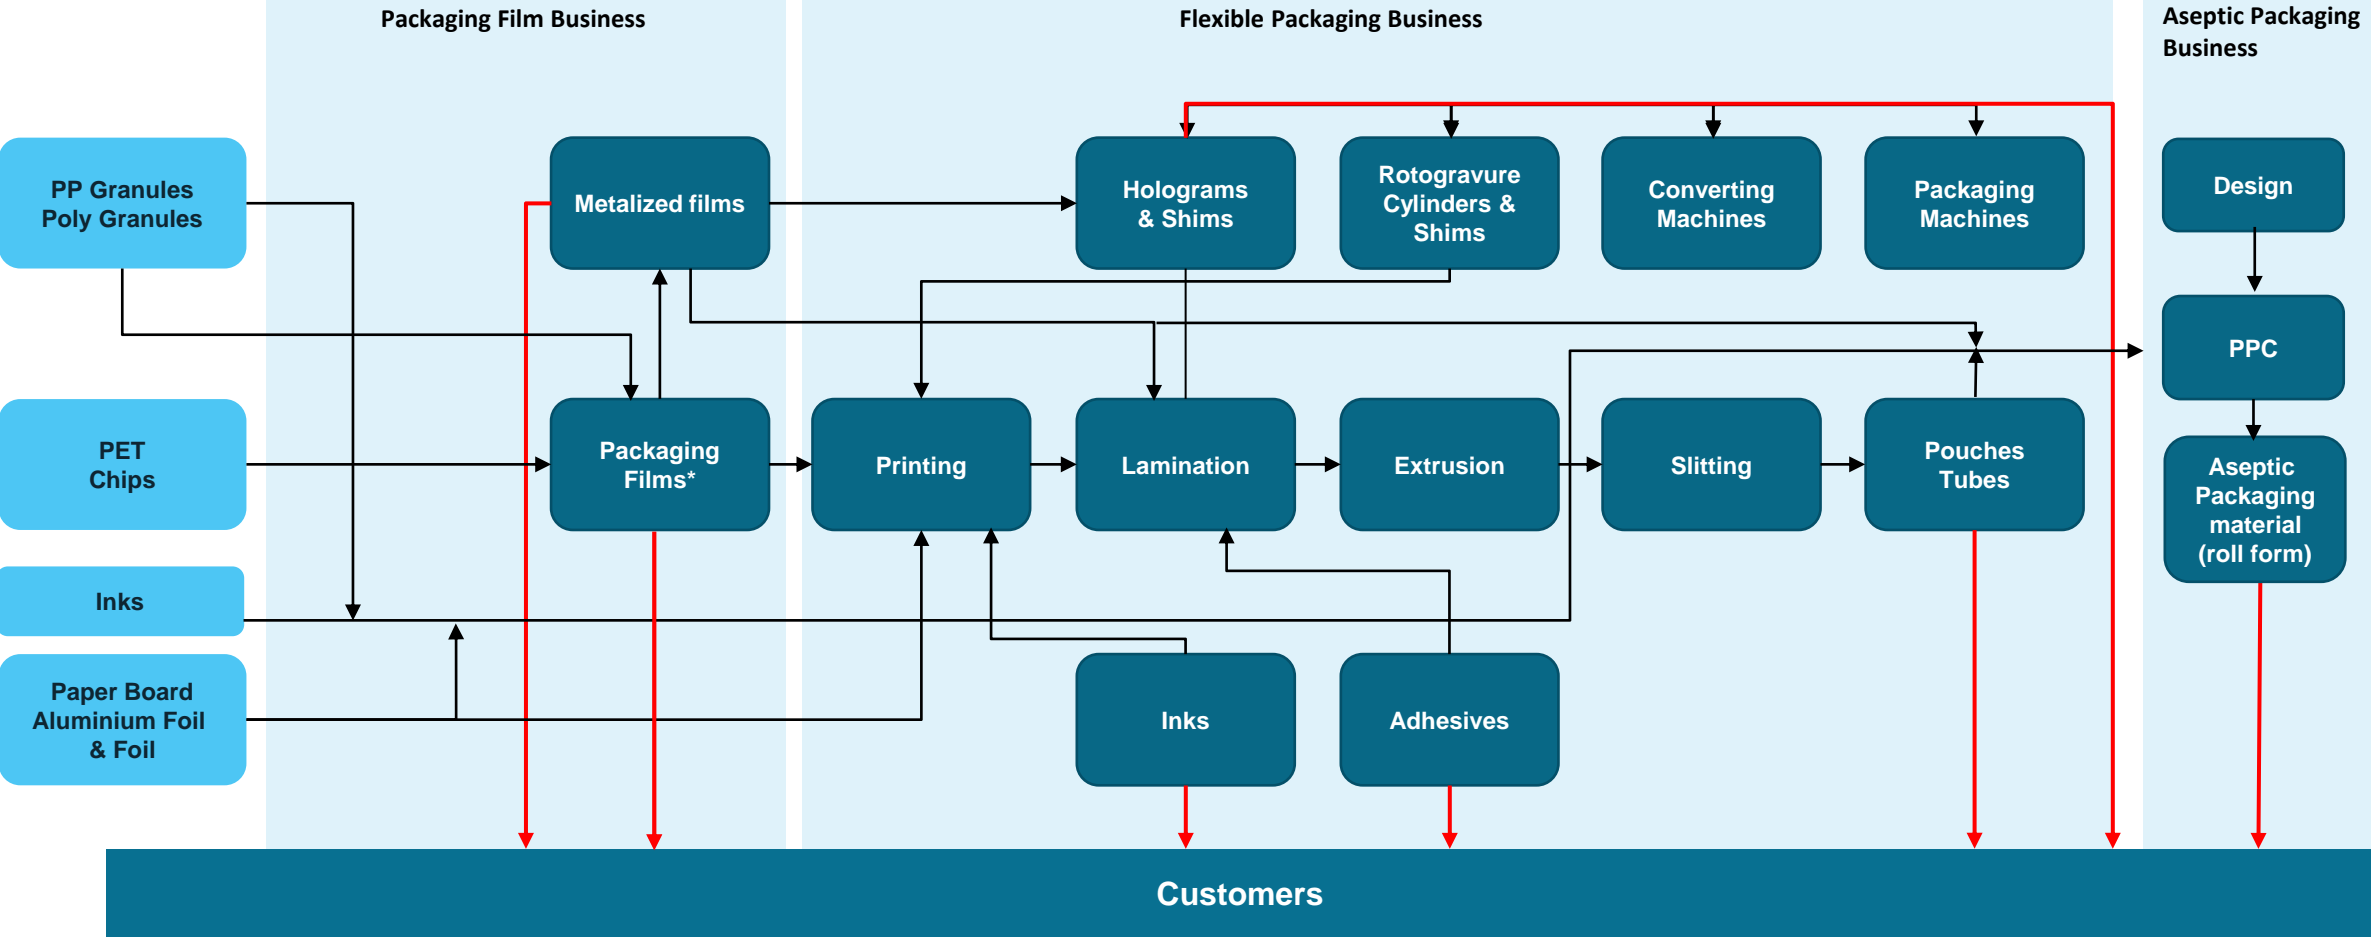 Packaging Film Business
Flexible Packaging Business
Aseptic Packaging
Business
PP Granules
Poly Granules
Metalized films
Holograms
& Shims
Rotogravure
Cylinders &
Shims
Converting
Machines
Packaging
Machines
Design
PPC
PET
Chips
Packaging
Films*
Printing
Lamination
Extrusion
Slitting
Pouches
Tubes
Aseptic
Packaging
material
(roll form)
Inks
Paper Board
Aluminium Foil
& Foil
Inks
Adhesives
Customers